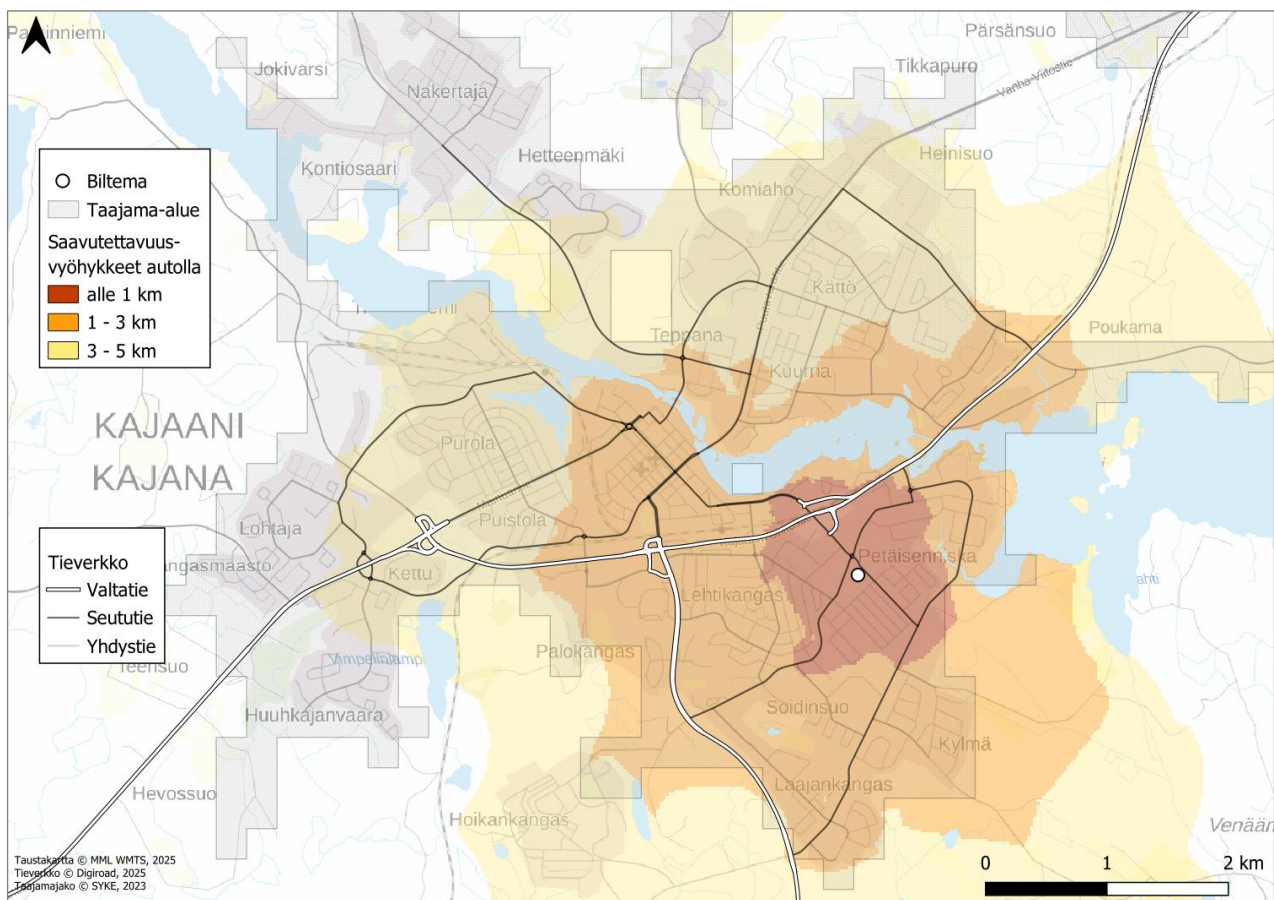 Pärsänsuo
Jokivarsi
Tikkapuro
Nakertaja
Vanha Viitostie
Hetteenmäki
Heinisuo
Kontiosaari
Komiaho
Biltema
Taajama-alue
Saavutettavuus-
vyöhykkeet autolla
alle 1 km
1 - 3 km
3 - 5 km
Kättö
Teppana
Poukama
Kuurna
KAJAANI
KAJANA
Purola
Puistola
Lohtaja
Petäisenniska
Kettu
Lehtikangas
Tieverkko
Valtatie
Seututie
Yhdystie
Palokangas
Teensuo
Vimpelinlampi
Huuhkajanvaara
Soidinsuo
Kylmä
Laajankangas
Hevossuo
Hoikankangas
Taustakartta © MML WMTS, 2025
Tieverkko © Digiroad, 2025
Taajamajako © SYKE, 2023
0 1 2 km